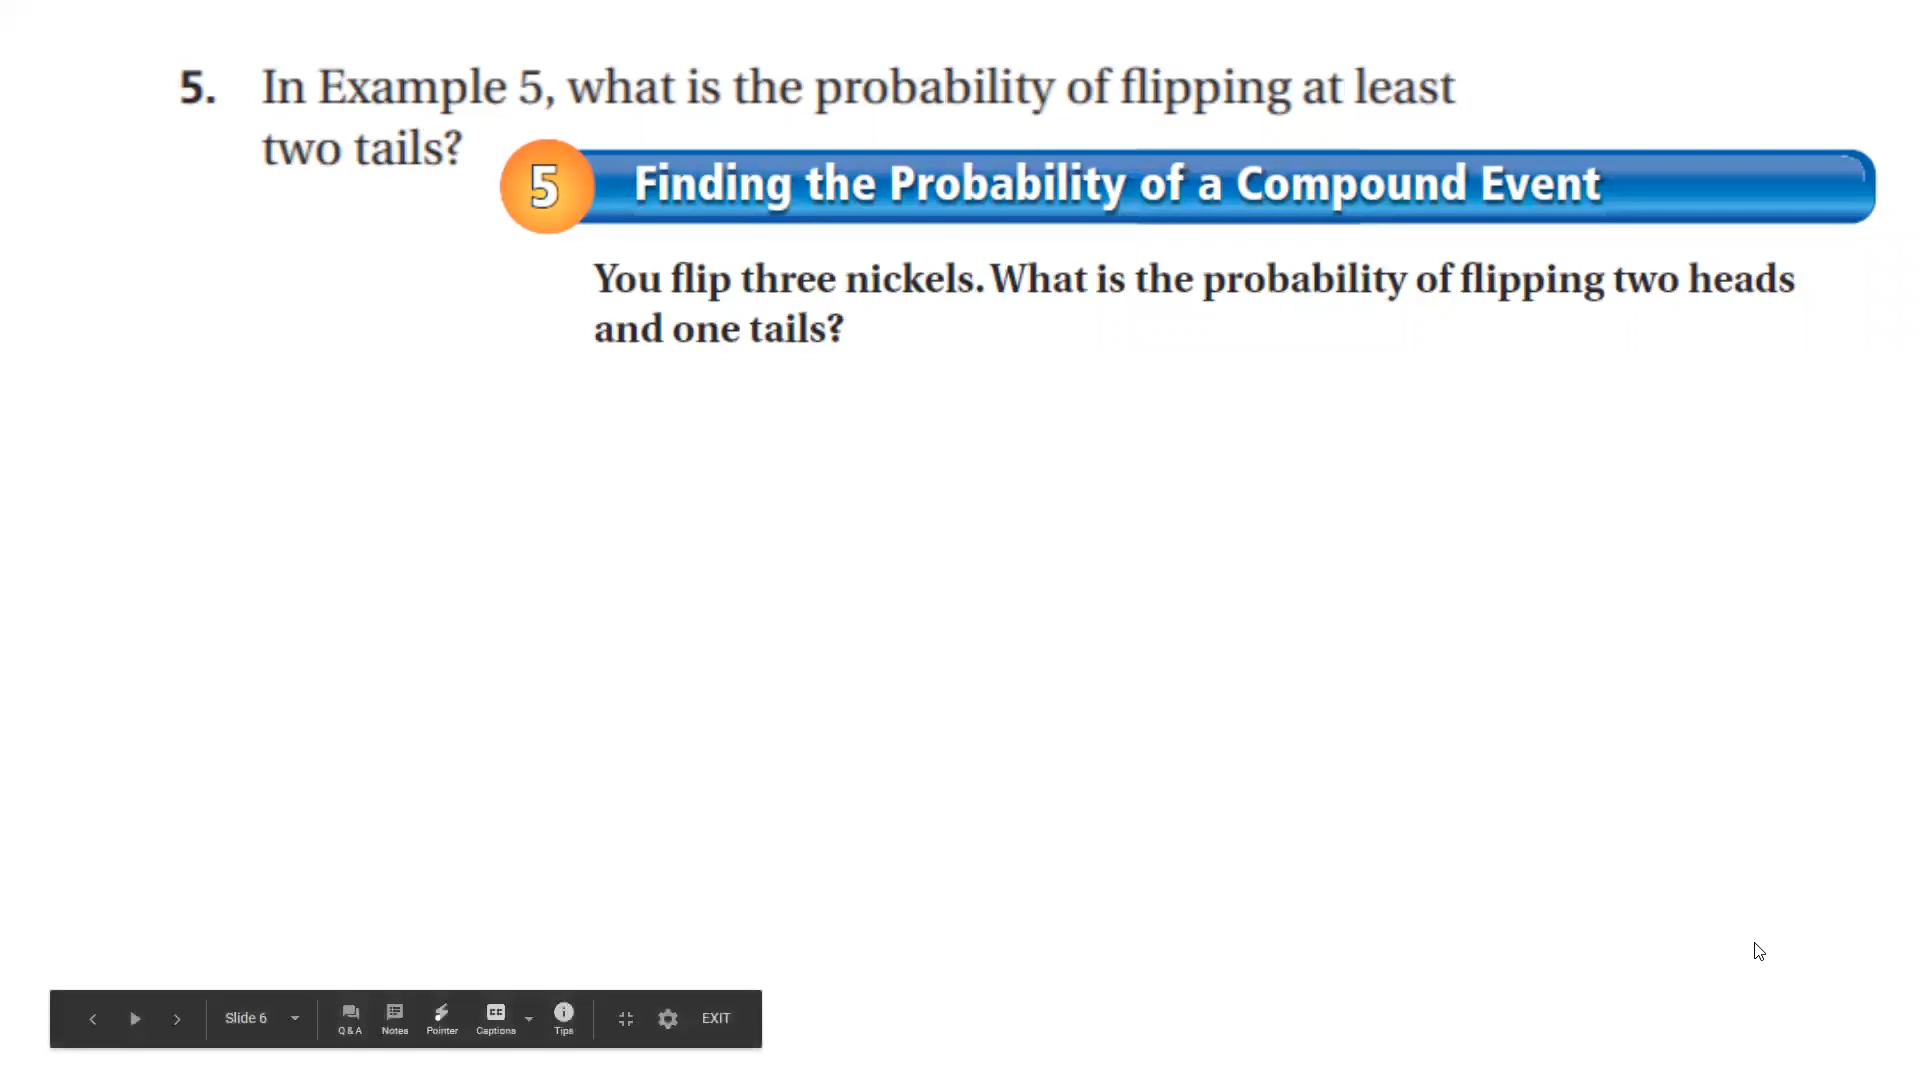 5. In Example 5, what is the probability of flipping at least
two tails?
5 Finding the Probability of a Compound Event
You flip three nickels. What is the probability of flipping two heads
and one tails?
Slide 6 Q & A Notes Pointer CC Captions Tips EXIT